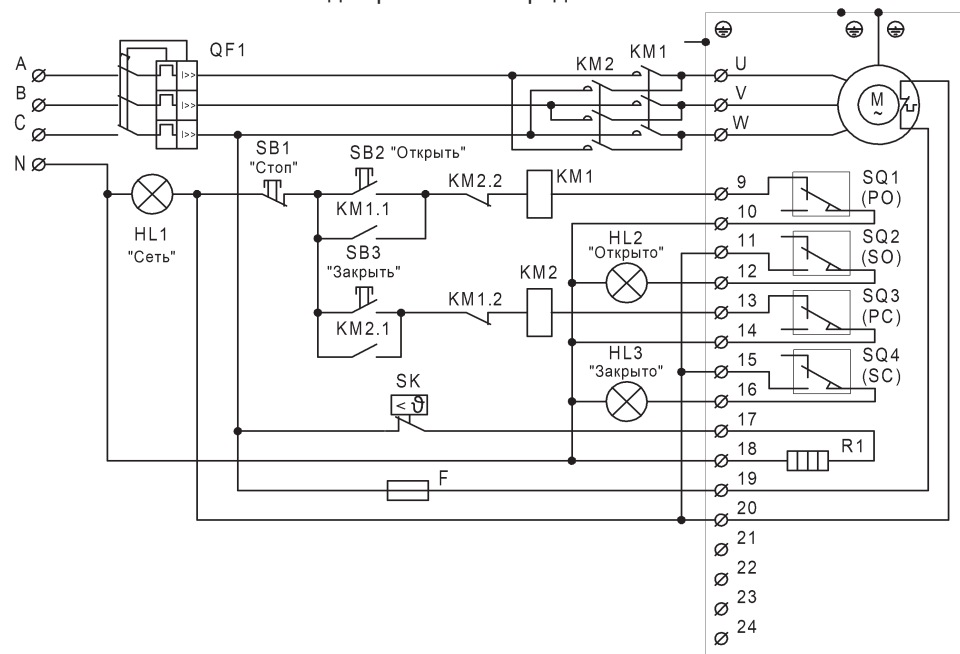 QF1
A
B
C
N
KM2
KM1
U
V
W
M
~
I>>
I>>
I>>
SB1
"Стоп"
SB2 "Открыть"
KM1.1
KM2.2
KM1
HL1
"Сеть"
SB3
"Закрыть"
KM2.1
KM1.2
KM2
HL2
"Открыто"
HL3
"Закрыто"
SK
< ϑ
F
9
10
11
12
13
14
15
16
17
18
19
20
21
22
23
24
SQ1
(PO)
SQ2
(SO)
SQ3
(PC)
SQ4
(SC)
R1